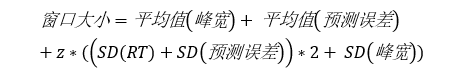 窗口大小 = 平均值(峰宽) + 平均值(预测误差)
+ z * ((SD(RT) + SD(预测误差)) * 2 + SD(峰宽))